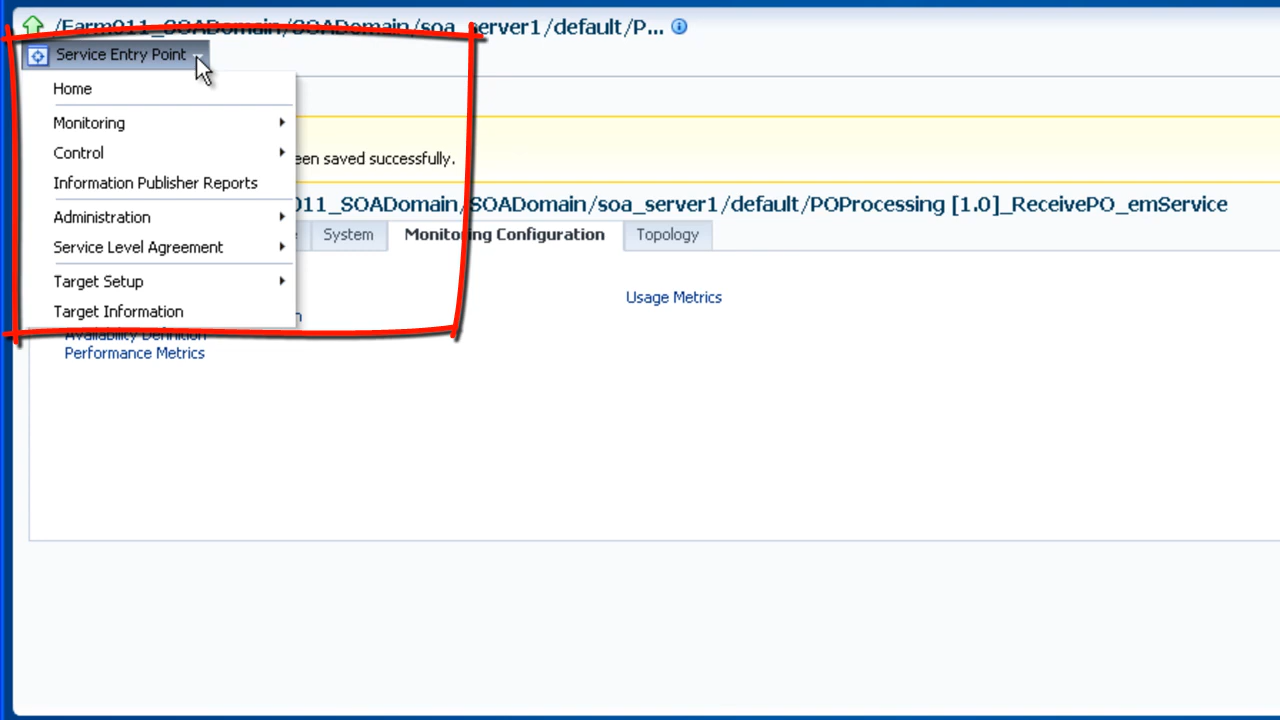 /Farm011_SOADomain/SOADomain/soa_server1/default/P...
Service Entry Point
Home
Monitoring
Control
een saved successfully.
Information Publisher Reports
011_SOADomain/SOADomain/soa_server1/default/POProcessing [1.0]_ReceivePO_emService
Administration
System
Monitoring Configuration
Topology
Service Level Agreement
Target Setup
Usage Metrics
Target Information
Availability Definition
Performance Metrics